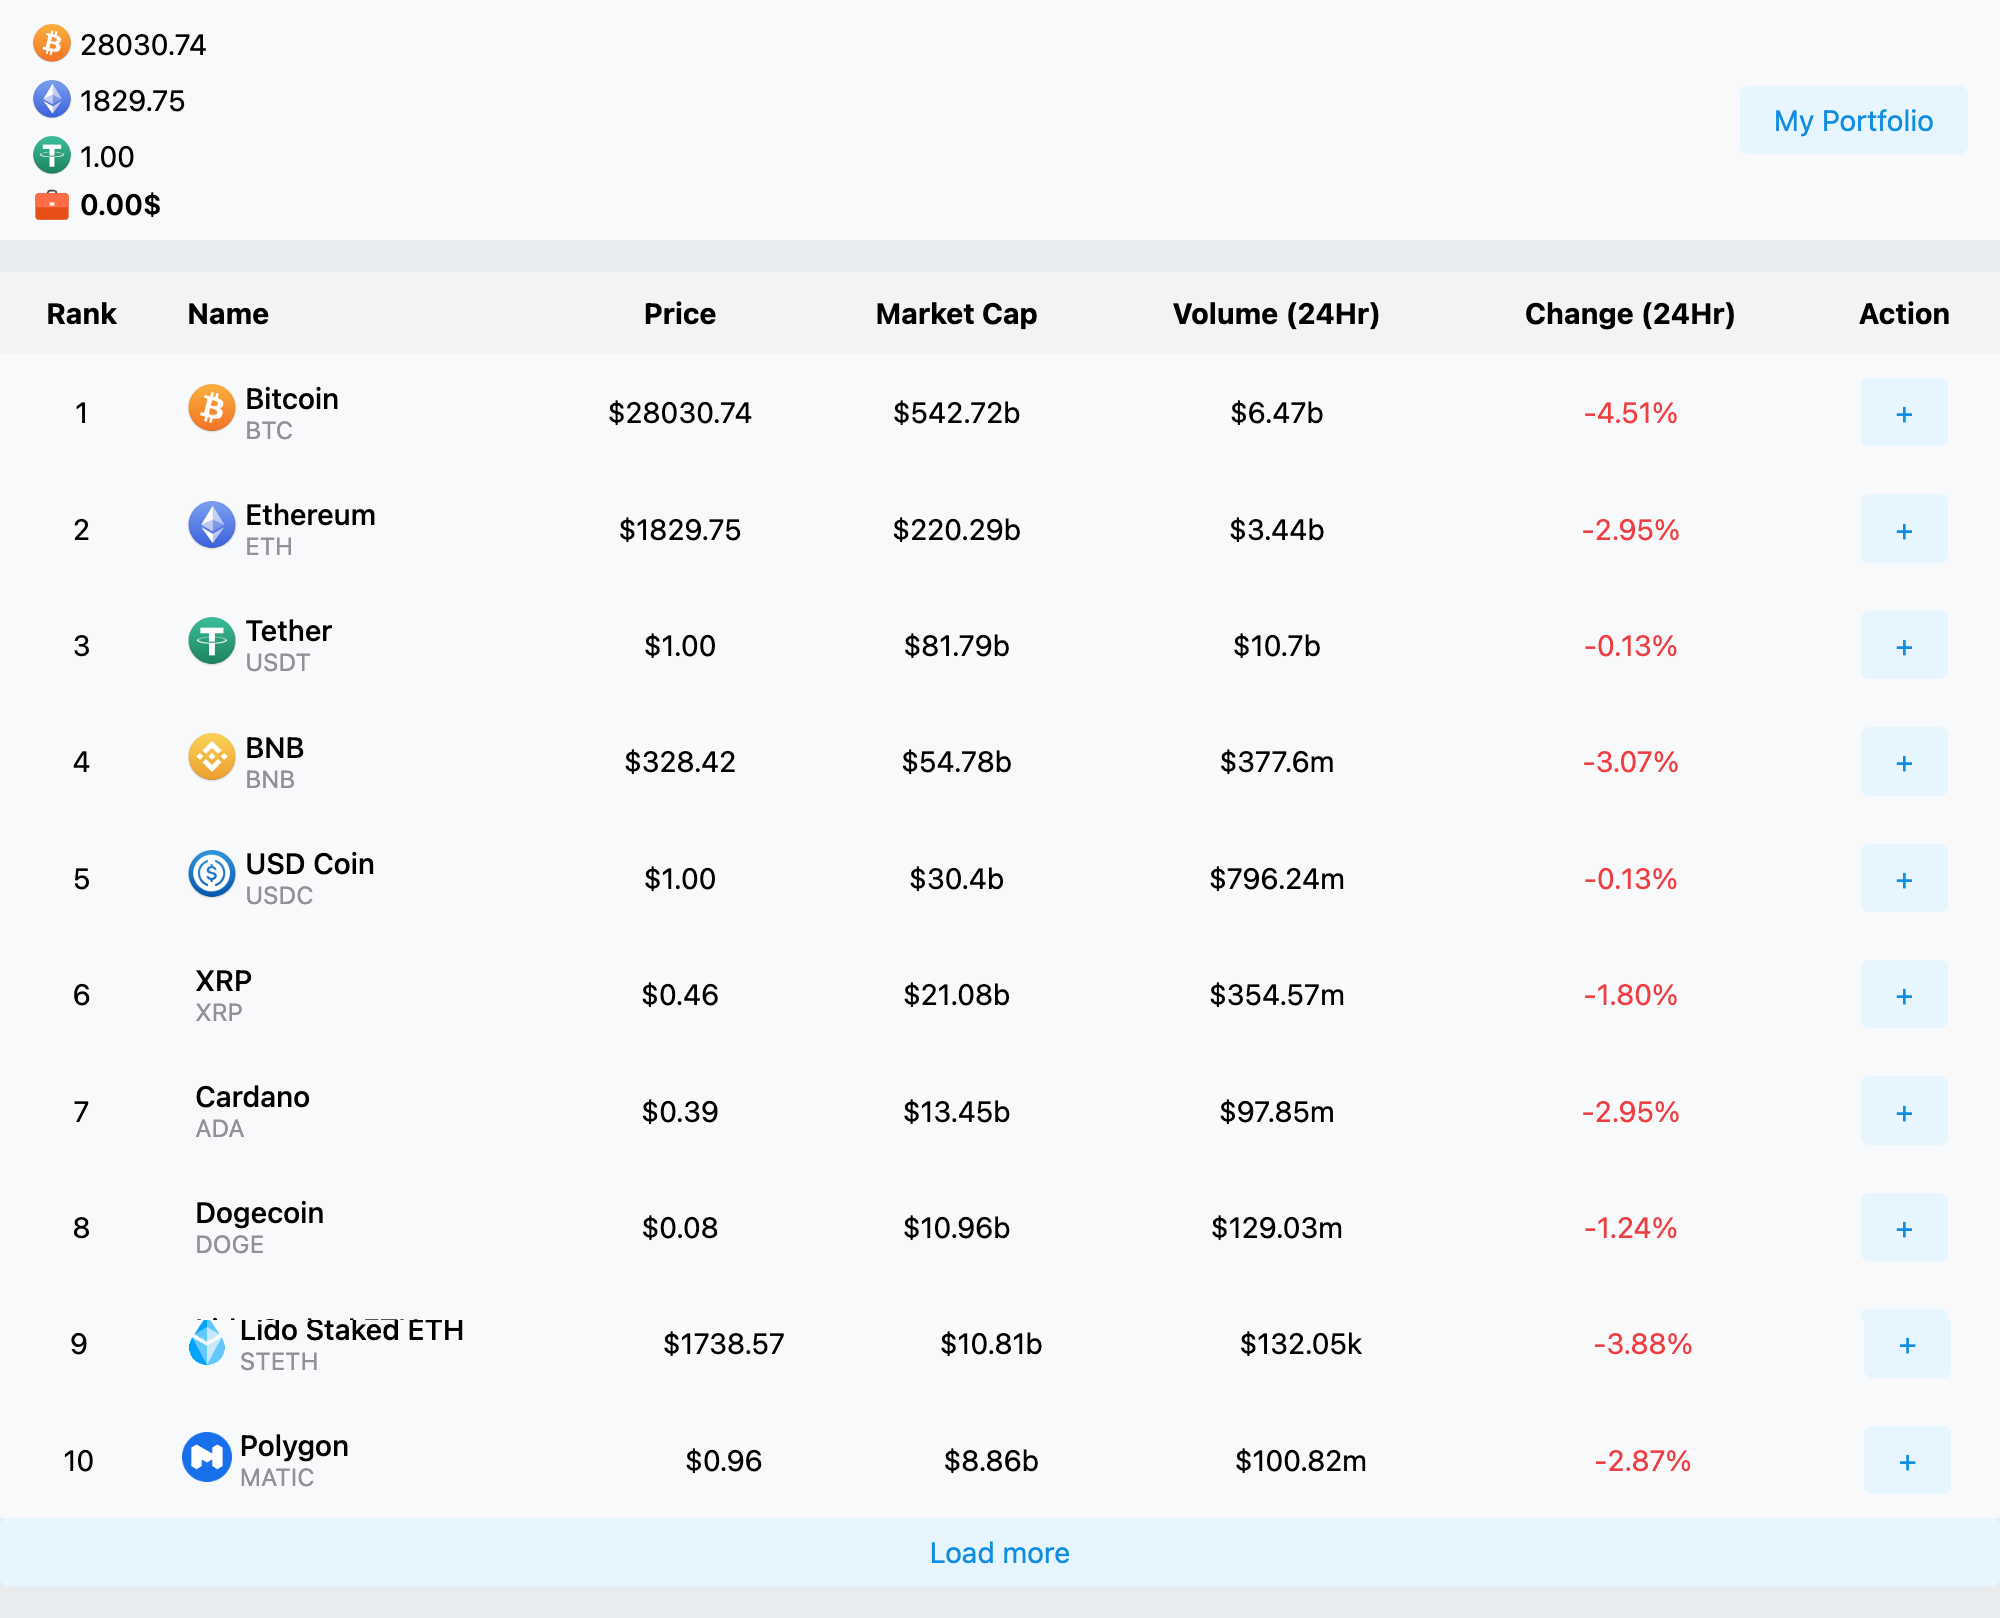 28030.74
1829.75
1.00
0.00$
My Portfolio
Rank Name Price Market Cap Volume (24Hr) Change (24Hr) Action
1 Bitcoin $28030.74 $542.72b $6.47b -4.51% +
BTC
2 Ethereum $1829.75 $220.29b $3.44b -2.95% +
ETH
3 Tether $1.00 $81.79b $10.7b -0.13% +
USDT
4 BNB $328.42 $54.78b $377.6m -3.07% +
BNB
5 USD Coin $1.00 $30.4b $796.24m -0.13% +
USDC
6 XRP $0.46 $21.08b $354.57m -1.80% +
XRP
7 Cardano $0.39 $13.45b $97.85m -2.95% +
ADA
8 Dogecoin $0.08 $10.96b $129.03m -1.24% +
DOGE
9 Lido Staked ETH $1738.57 $10.81b $132.05k -3.88% +
STETH
10 Polygon $0.96 $8.86b $100.82m -2.87% +
MATIC
Load more